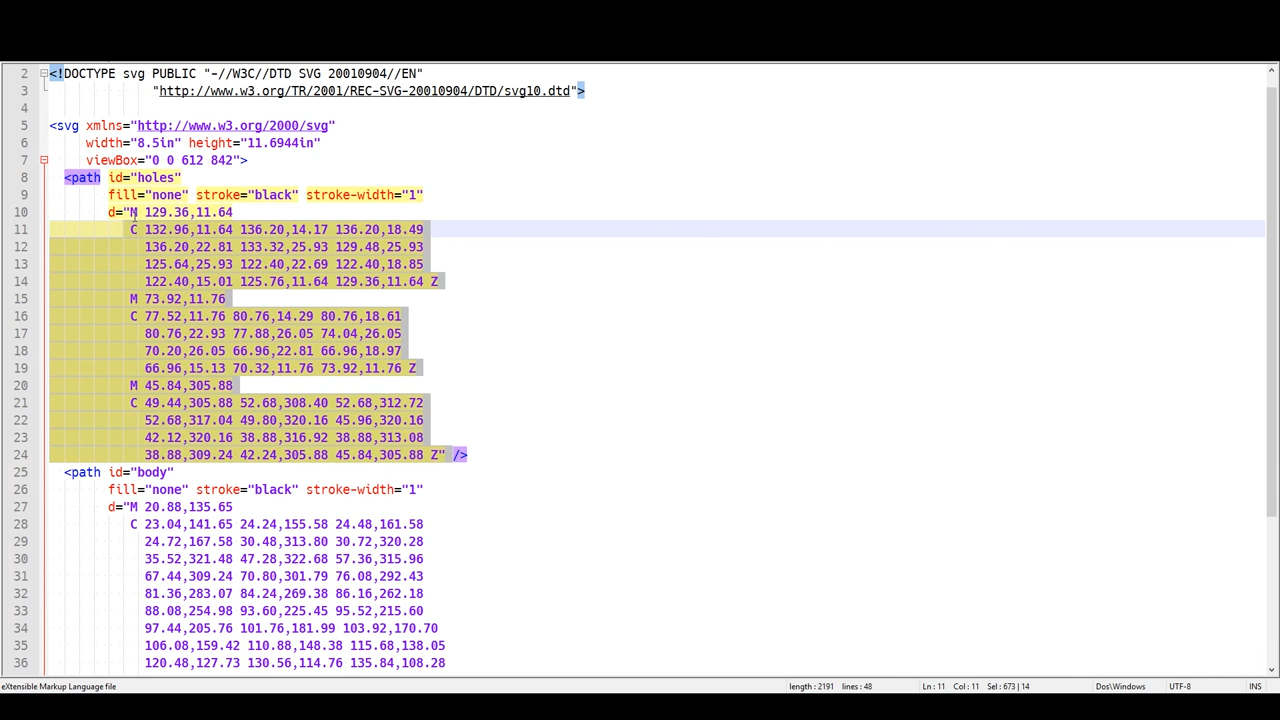 2 <!DOCTYPE svg PUBLIC "-//W3C//DTD SVG 20010904//EN"
3 "http://www.w3.org/TR/2001/REC-SVG-20010904/DTD/svg10.dtd">
4
5 <svg xmlns="http://www.w3.org/2000/svg"
6 width="8.5in" height="11.6944in"
7 viewBox="0 0 612 842">
8 <path id="holes"
9 fill="none" stroke="black" stroke-width="1"
10 d="M 129.36,11.64
11 C 132.96,11.64 136.20,14.17 136.20,18.49
12 136.20,22.81 133.32,25.93 129.48,25.93
13 125.64,25.93 122.40,22.69 122.40,18.85
14 122.40,15.01 125.76,11.64 129.36,11.64 Z
15 M 73.92,11.76
16 C 77.52,11.76 80.76,14.29 80.76,18.61
17 80.76,22.93 77.88,26.05 74.04,26.05
18 70.20,26.05 66.96,22.81 66.96,18.97
19 66.96,15.13 70.32,11.76 73.92,11.76 Z
20 M 45.84,305.88
21 C 49.44,305.88 52.68,308.40 52.68,312.72
22 52.68,317.04 49.80,320.16 45.96,320.16
23 42.12,320.16 38.88,316.92 38.88,313.08
24 38.88,309.24 42.24,305.88 45.84,305.88 Z" />
25 <path id="body"
26 fill="none" stroke="black" stroke-width="1"
27 d="M 20.88,135.65
28 C 23.04,141.65 24.24,155.58 24.48,161.58
29 24.72,167.58 30.48,313.80 30.72,320.28
30 35.52,321.48 47.28,322.68 57.36,315.96
31 67.44,309.24 70.80,301.79 76.08,292.43
32 81.36,283.07 84.24,269.38 86.16,262.18
33 88.08,254.98 93.60,225.45 95.52,215.60
34 97.44,205.76 101.76,181.99 103.92,170.70
35 106.08,159.42 110.88,148.38 115.68,138.05
36 120.48,127.73 130.56,114.76 135.84,108.28
eXtensible Markup Language file length : 2191 lines : 48 Ln : 11 Col : 11 Sel : 673 | 14 Dos\Windows UTF-8 INS